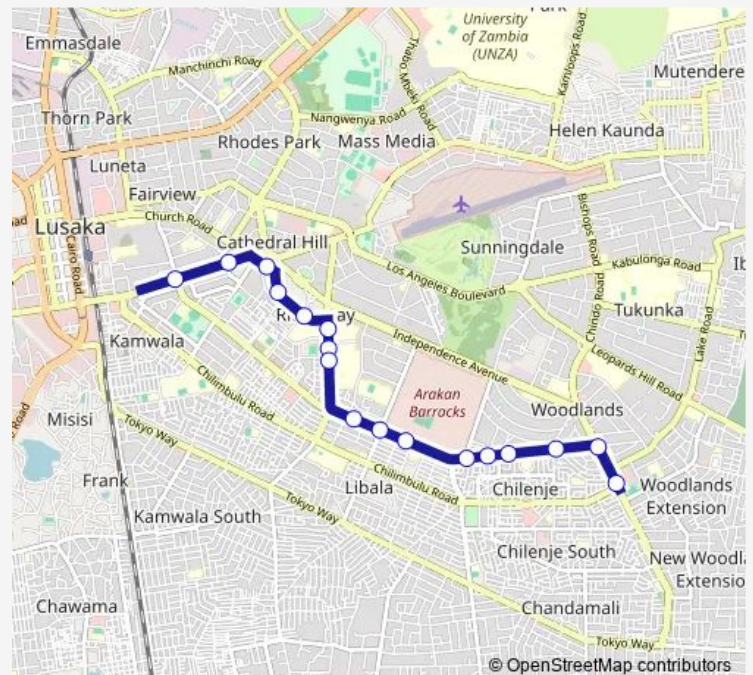 University
of Zambia
(UNZA)
Emmasdale
Manchinchi Road
Thabo Mbeki Road
Kamloops Road
Mutendere
Thorn Park
Nangwenya Road
Rhodes Park
Mass Media
Helen Kaunda
Luneta
Fairview
Church Road
Lusaka
Cairo Road
Cathedral Hill
Sunningdale
Bishops Road
Kabulonga Road
Los Angeles Boulevard
Tukunka
Chindo Road
Lake Road
Kamwala
Independence Avenue
Leopards Hill Road
Chilimbulu Road
Arakan
Barracks
Woodlands
Misisi
Tokyo Way
Frank
Libala
Chilimbulu Road
Chilenje
Woodlands
Extension
Kamwala South
Tokyo Way
Chilenje South
New Woodla
Extensio
Chawama
Chandamali
Tokyo Way
© OpenStreetMap contributors